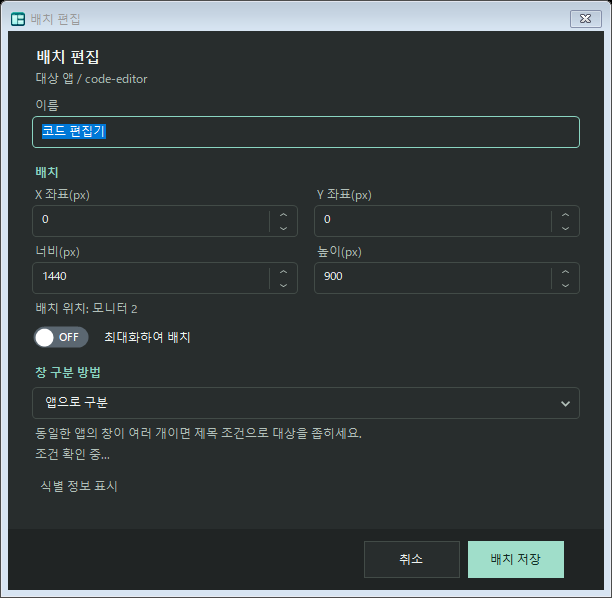 배치 편집
배치 편집
대상 앱 / code-editor
이름
코드 편집기
배치
X 좌표(px)
Y 좌표(px)
0
0
너비(px)
높이(px)
1440
900
배치 위치: 모니터 2
OFF 최대화하여 배치
창 구분 방법
앱으로 구분
동일한 앱의 창이 여러 개이면 제목 조건으로 대상을 좁히세요.
조건 확인 중...
식별 정보 표시
취소
배치 저장